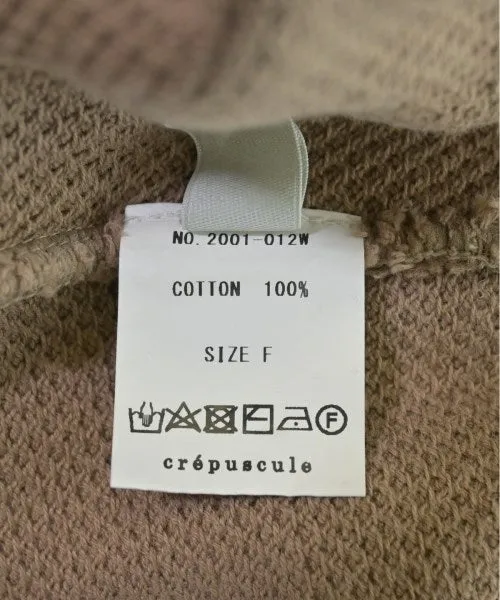 NO. 2001-012W
COTTON 100%
SIZE F
F
crépuscule